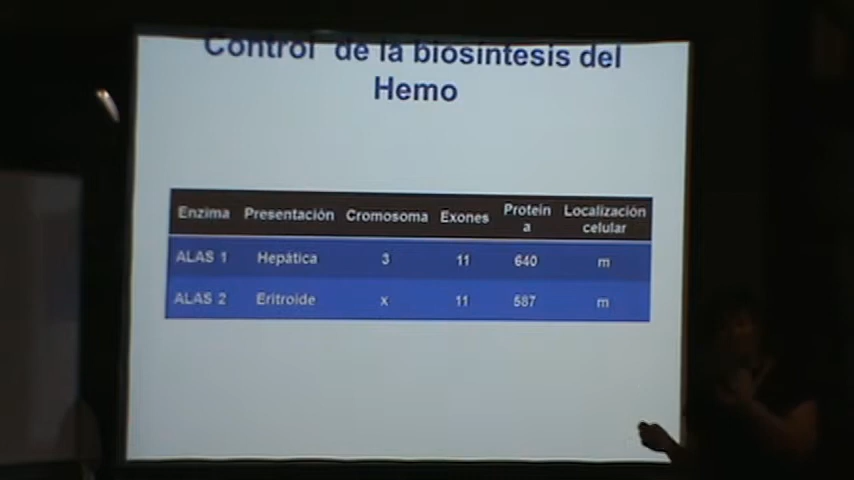 Control de la biosíntesis del
Hemo
Enzima Presentación Cromosoma Exones Proteína Localización celular
ALAS 1 Hepática 3 11 640 m
ALAS 2 Eritroide x 11 587 m